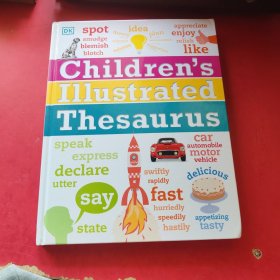 DK
spot
smudge
blemish
blotch
idea
appreciate
enjoy
relish
like
Children's
Illustrated
Thesaurus
speak
express
declare
utter
say
state
swiftly
rapidly
fast
hurriedly
speedily
hastily
car
automobile
motor
vehicle
delicious
appetizing
tasty